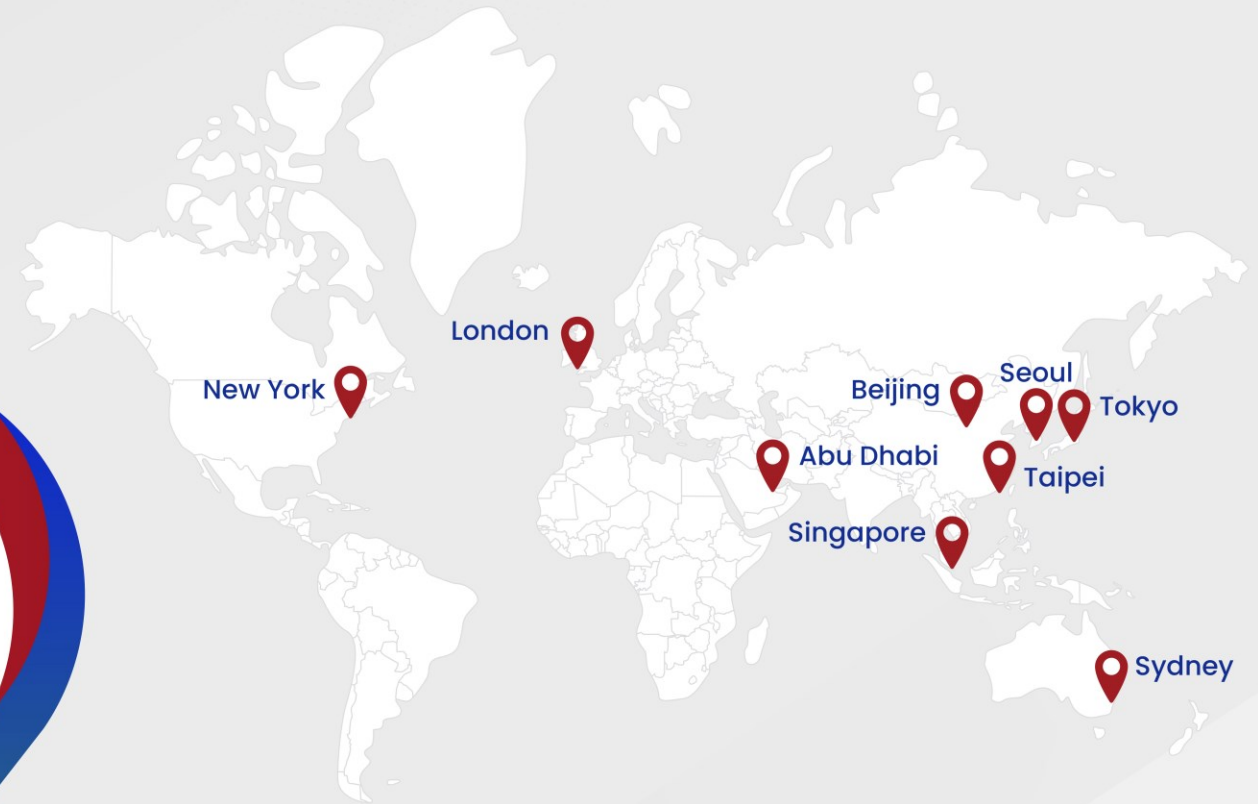 London
New York
Seoul
Beijing
Tokyo
Abu Dhabi
Taipei
Singapore
Sydney